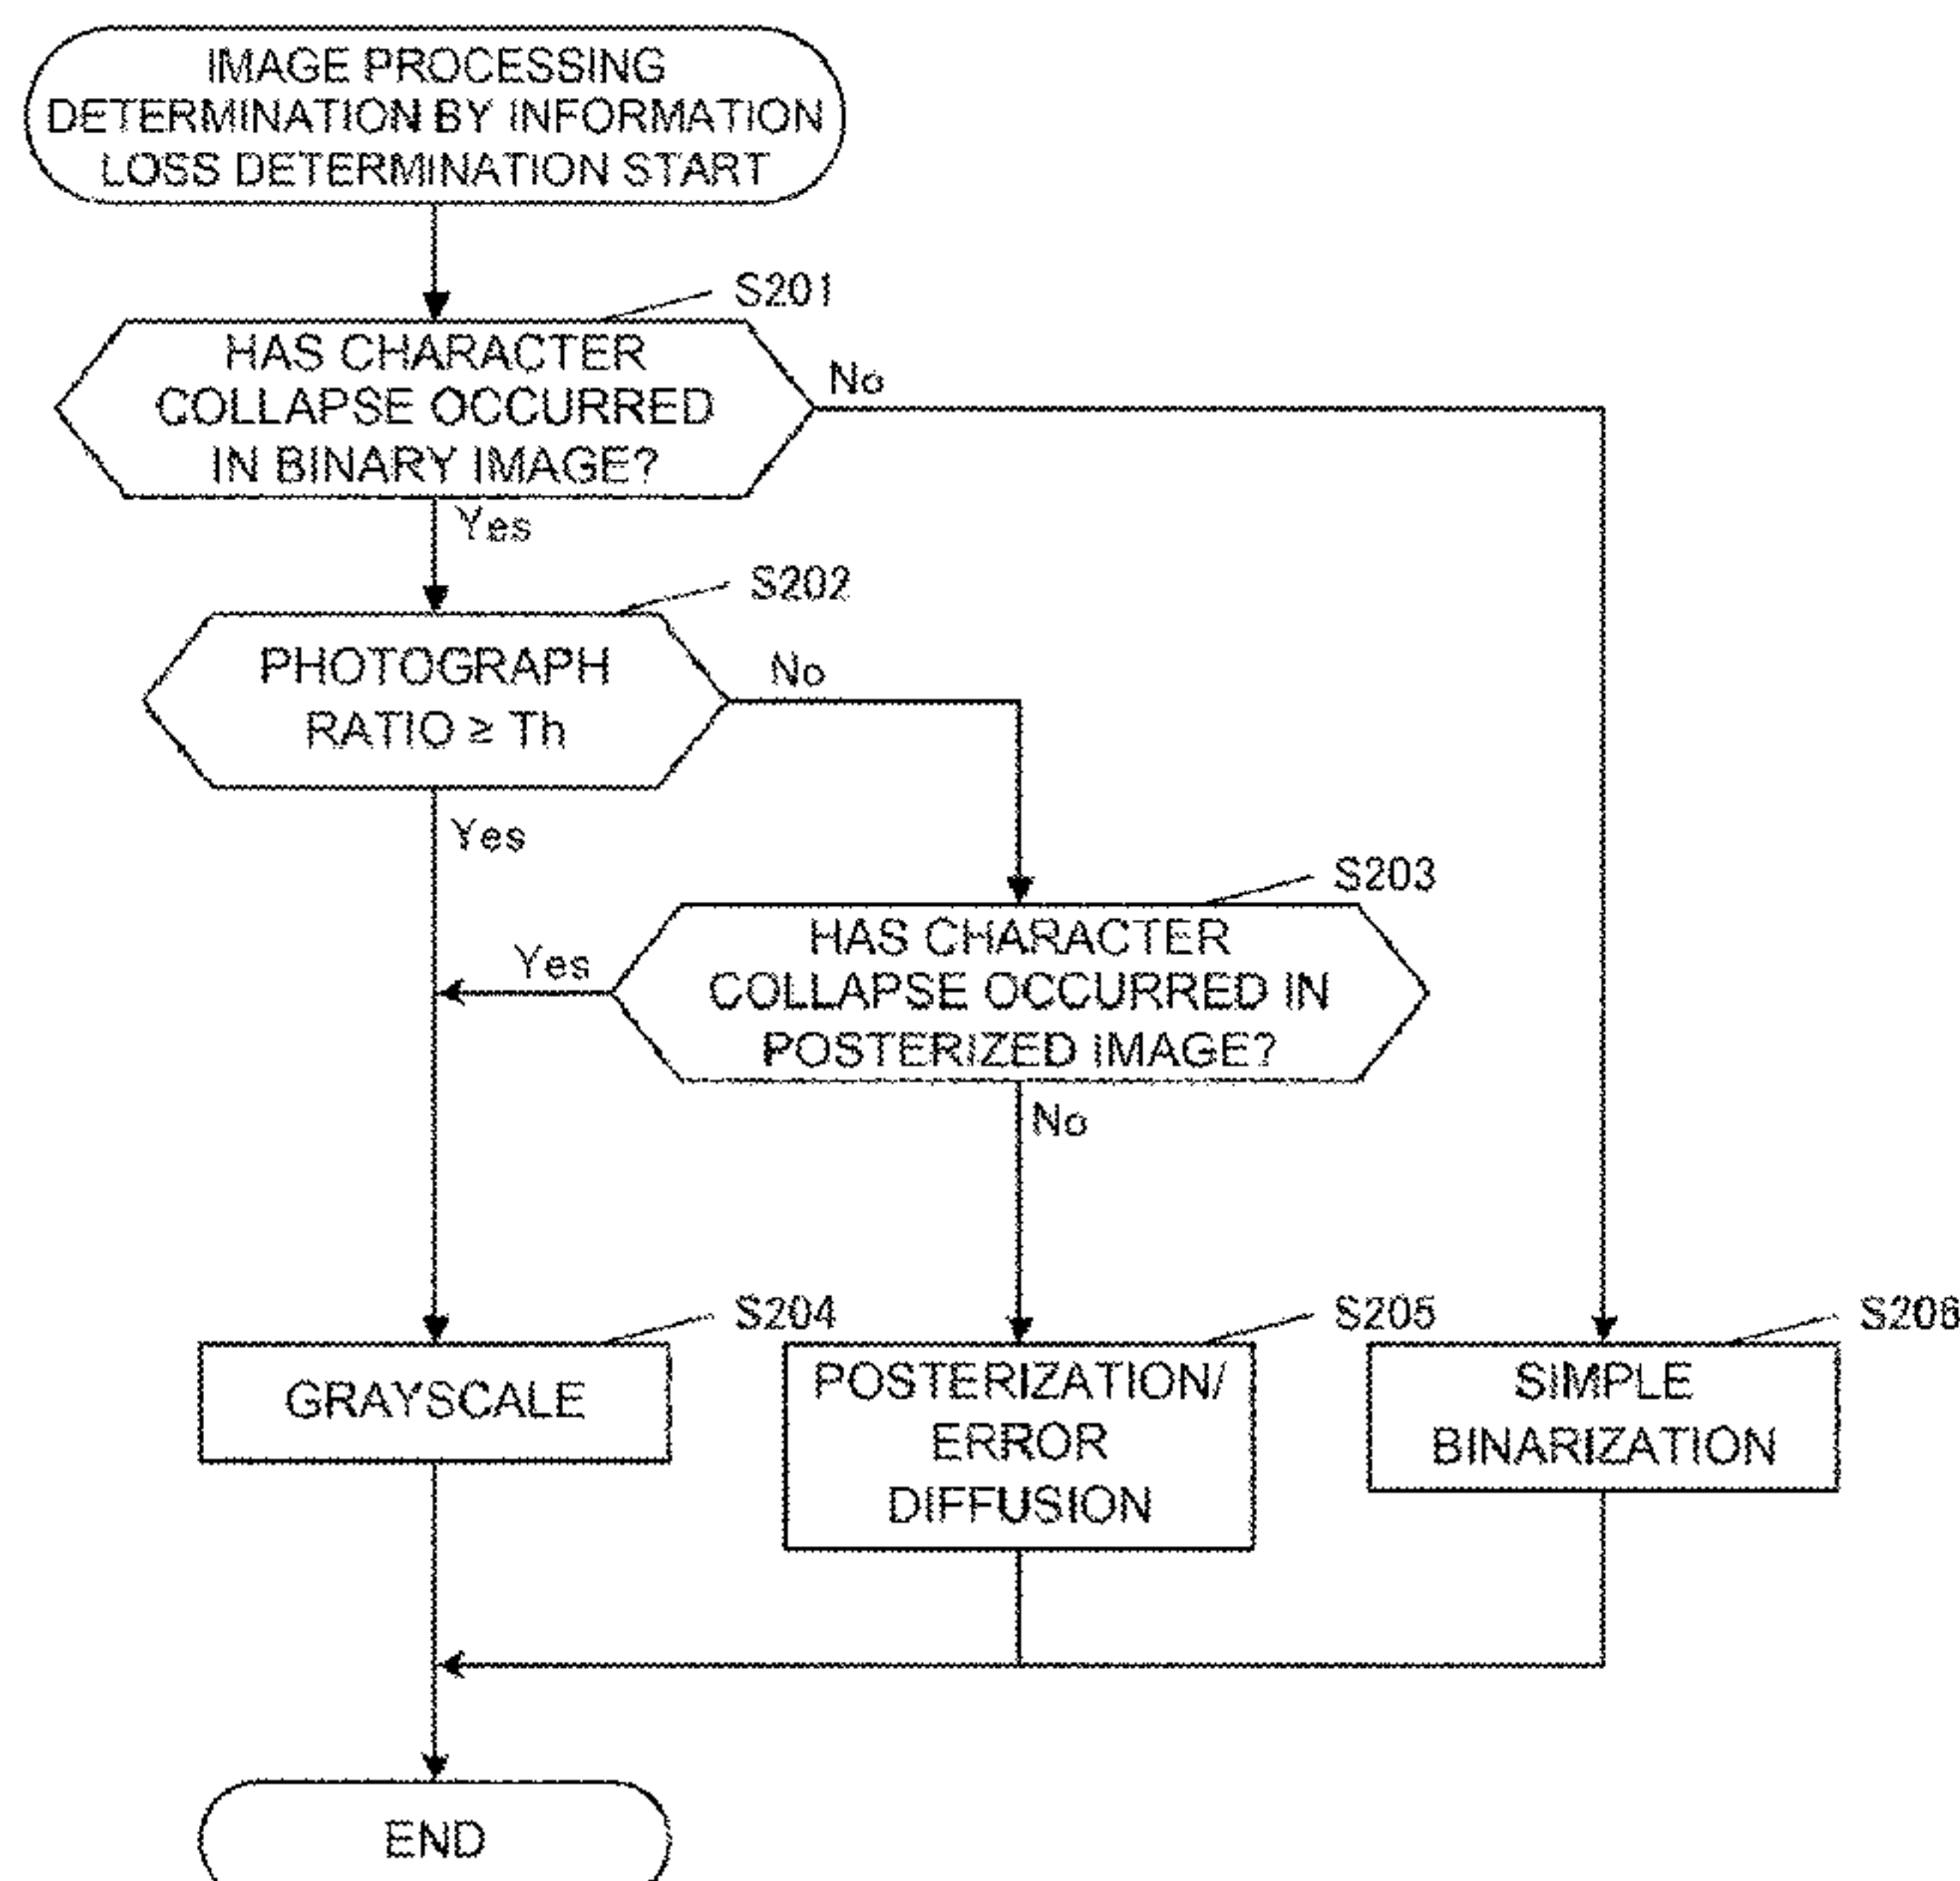 IMAGE PROCESSING
DETERMINATION BY INFORMATION
LOSS DETERMINATION START
S201
HAS CHARACTER
COLLAPSE OCCURRED
IN BINARY IMAGE?
No
Yes
S202
PHOTOGRAPH
RATIO ≥ Th
No
Yes
S203
HAS CHARACTER
COLLAPSE OCCURRED IN
POSTERIZED IMAGE?
Yes
No
S204
GRAYSCALE
S205
POSTERIZATION/
ERROR
DIFFUSION
S206
SIMPLE
BINARIZATION
END